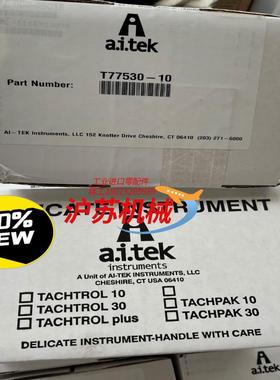 a.i.tek
Part Number: T77530-10
AI-TEK Instruments, LLC 152 Knotter Drive Cheshire, CT 06410 (203) 271-6000
工业进口零配件
沪苏机械
0%
NEW
INSTRUMENT
a.i.tek
instruments
A Unit of AI-TEK INSTRUMENTS, LLC
CHESHIRE, CT USA 06410
TACHTROL 10
TACHPAK 10
TACHTROL 30
TACHPAK 30
TACHTROL plus
DELICATE INSTRUMENT-HANDLE WITH CARE